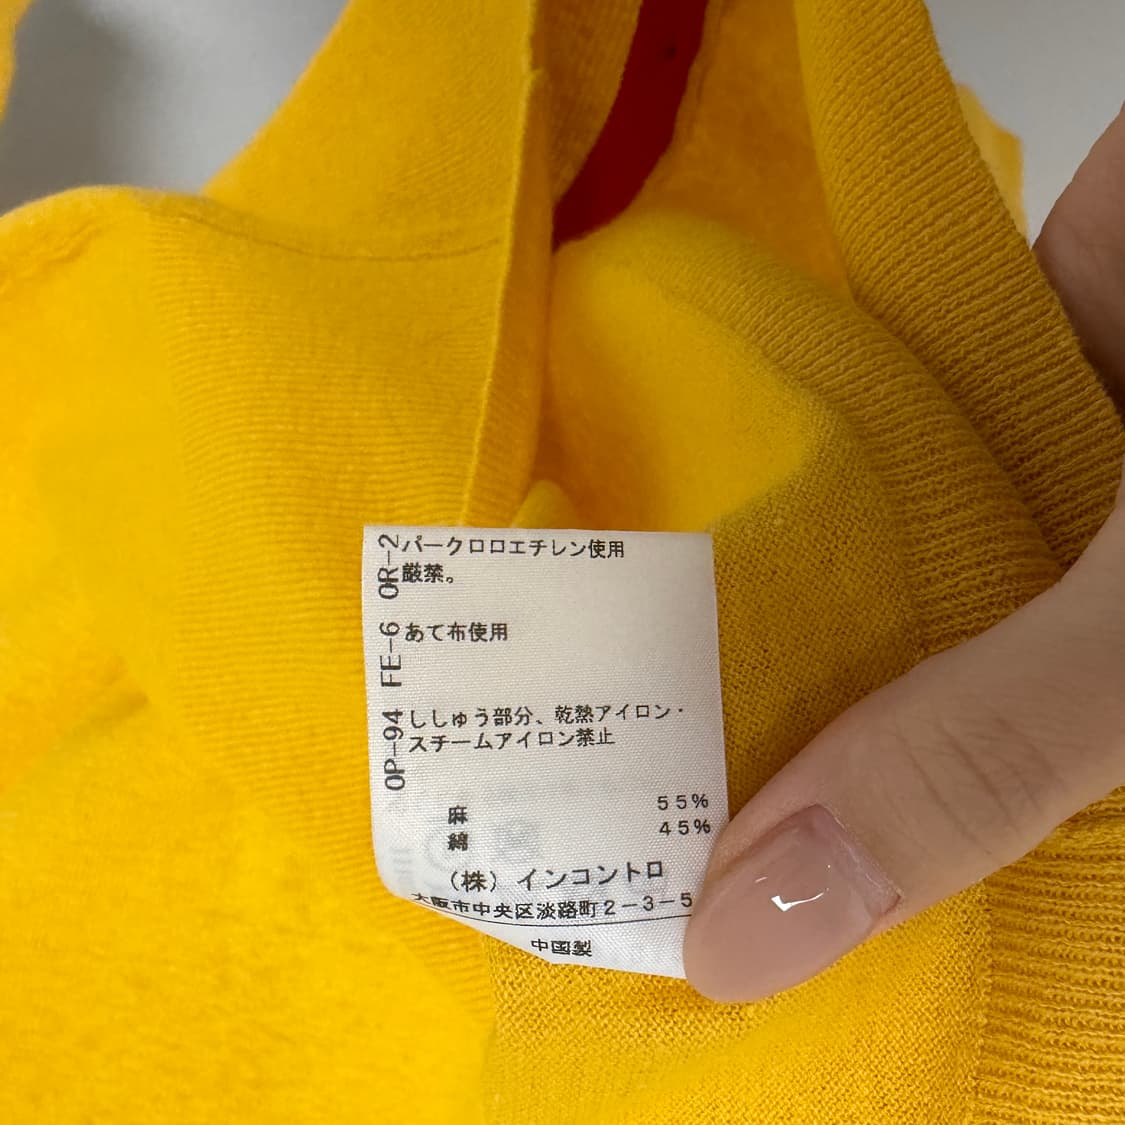 パークロロエチレン使用
厳禁。
あて布使用
ししゅう部分、乾熱アイロン・
スチームアイロン禁止
OP-94 FE-6 OR-2
麻 55%
綿 45%
(株) インコントロ
大阪市中央区淡路町2-3-5
中国製